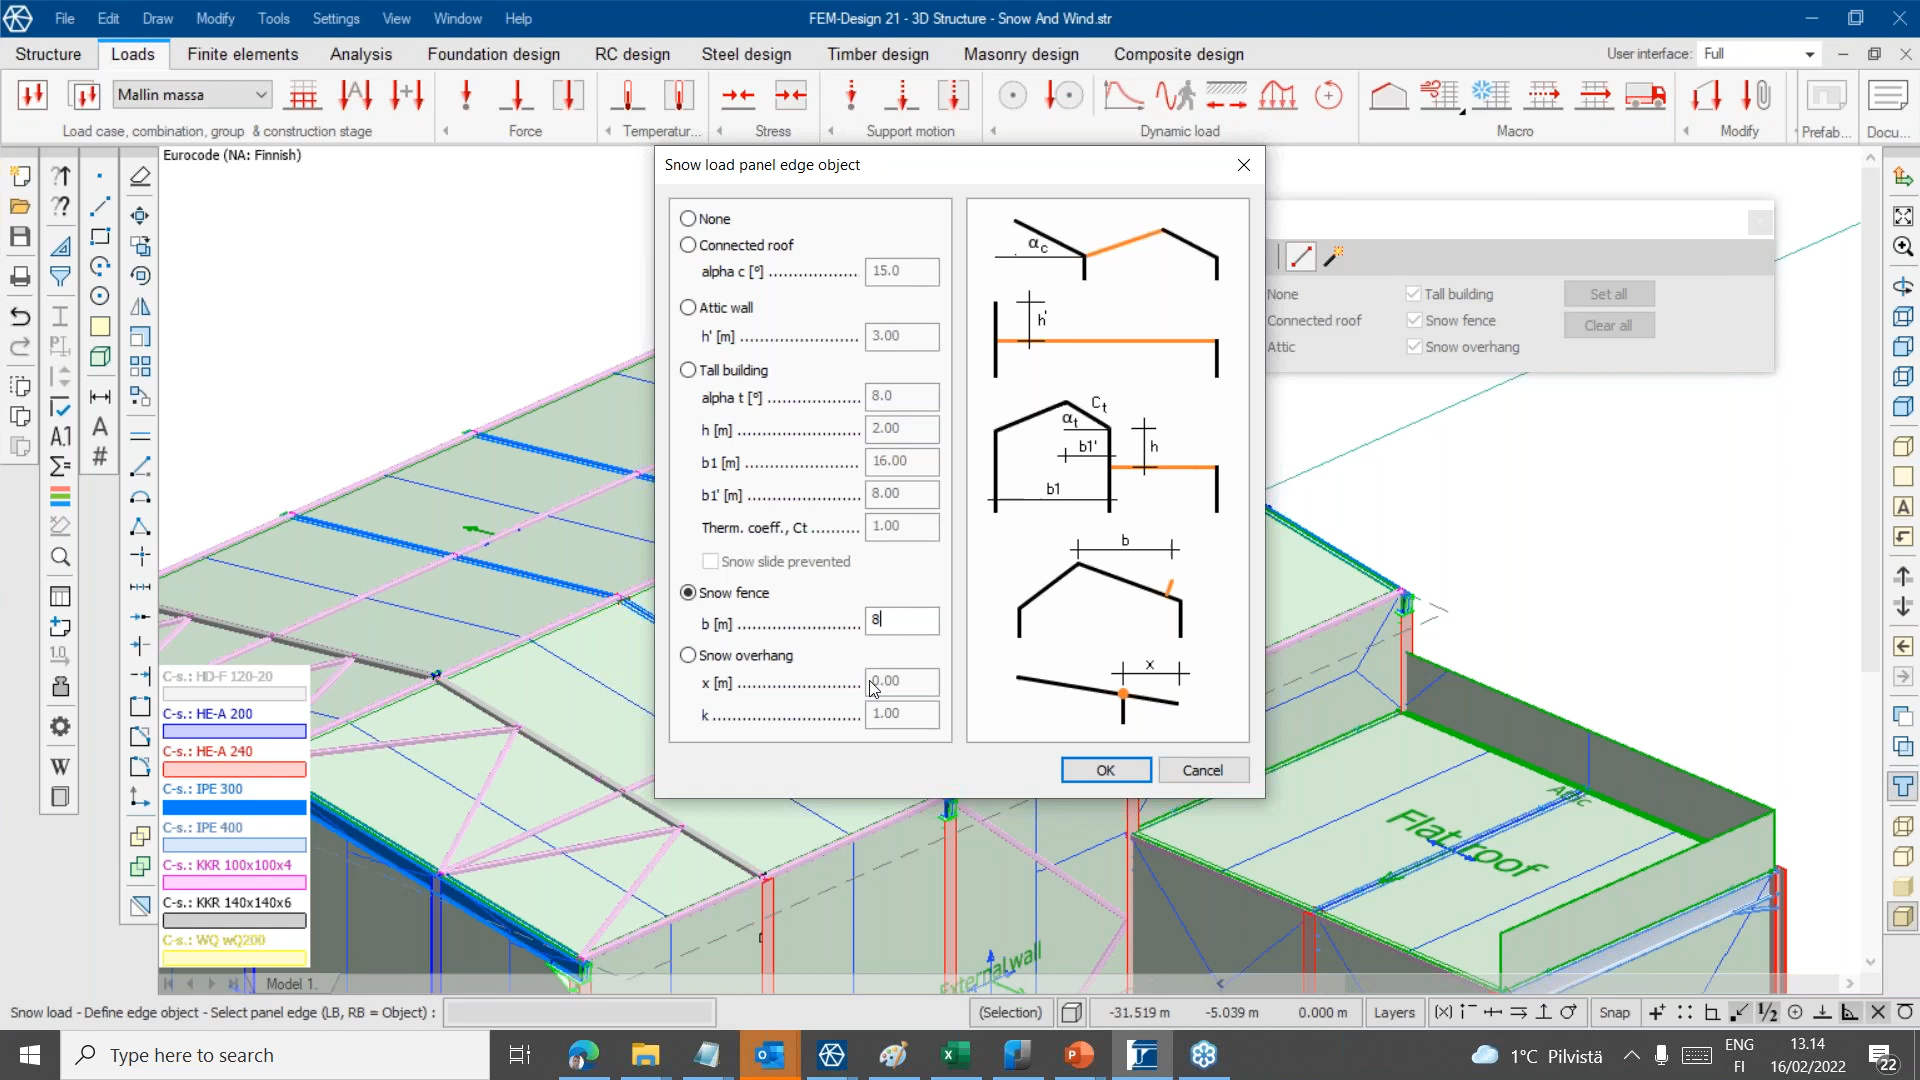 File Edit Draw Modify Tools Settings View Window Help
FEM-Design 21 - 3D Structure - Snow And Wind.str
Structure Loads Finite elements Analysis Foundation design RC design Steel design Timber design Masonry design Composite design
User interface: Full
Mallin massa
Load case, combination, group & construction stage
Force
Temperatur...
Stress
Support motion
Dynamic load
Macro
Modify
Prefab...
Docu...
Eurocode (NA: Finnish)
Snow load panel edge object
None
Connected roof
alpha c [°] 15.0
Attic wall
h' [m] 3.00
Tall building
alpha t [°] 8.0
h [m] 2.00
b1 [m] 16.00
b1' [m] 8.00
Therm. coeff., Ct 1.00
Snow slide prevented
Snow fence
b [m] 8
Snow overhang
x [m] 0.00
k 1.00
αc
h'
Ct
αt
b1'
h
b1
b
x
OK
Cancel
None
Connected roof
Attic
Tall building
Snow fence
Snow overhang
Set all
Clear all
C-s.: HD-F 120-20
C-s.: HE-A 200
C-s.: HE-A 240
C-s.: IPE 300
C-s.: IPE 400
C-s.: KKR 100x100x4
C-s.: KKR 140x140x6
C-s.: WQ wQ200
Attic
Flat roof
External wall
Model 1.
Snow load - Define edge object - Select panel edge (LB, RB = Object) :
(Selection)
-31.519 m
-5.039 m
0.000 m
Layers
Snap
Type here to search
1°C Pilvistä
ENG
FI
13.14
16/02/2022
22